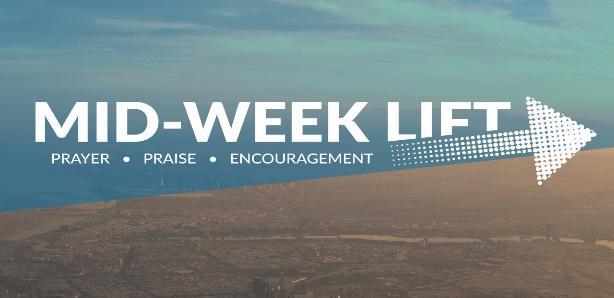 MID-WEEK LIFT
PRAYER • PRAISE • ENCOURAGEMENT